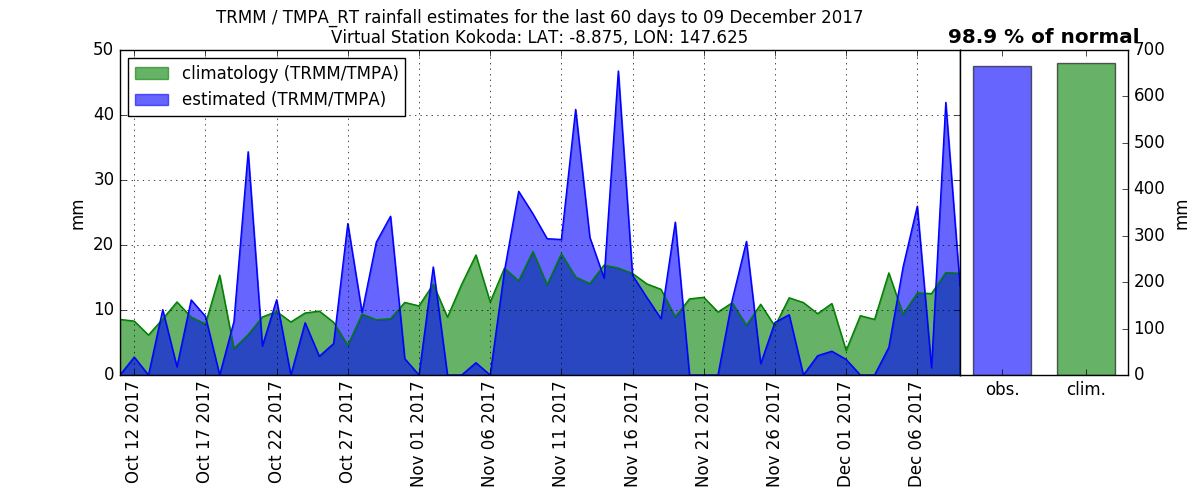 TRMM / TMPA_RT rainfall estimates for the last 60 days to 09 December 2017
Virtual Station Kokoda: LAT: -8.875, LON: 147.625
98.9 % of normal
climatology (TRMM/TMPA)
estimated (TRMM/TMPA)
50
40
30
20
10
0
mm
Oct 12 2017
Oct 17 2017
Oct 22 2017
Oct 27 2017
Nov 01 2017
Nov 06 2017
Nov 11 2017
Nov 16 2017
Nov 21 2017
Nov 26 2017
Dec 01 2017
Dec 06 2017
obs.
clim.
700
600
500
400
300
200
100
0
mm